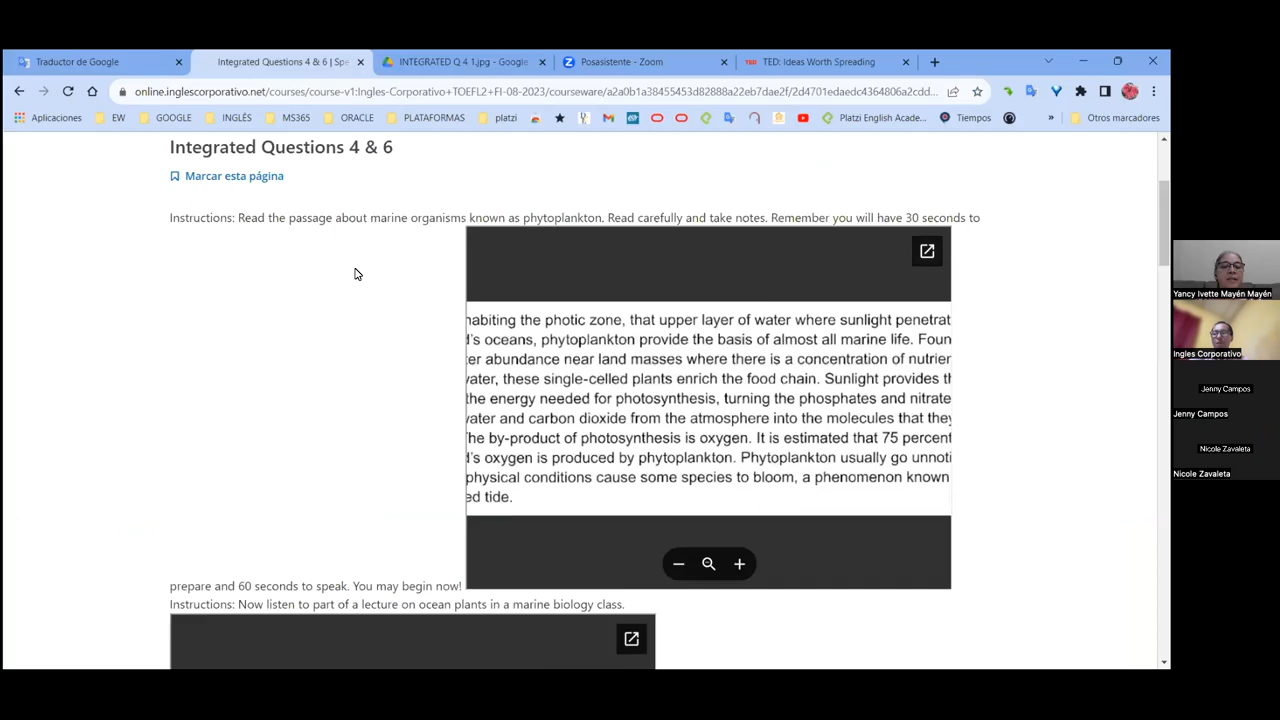 Traductor de Google
Integrated Questions 4 & 6 | Spe
INTEGRATED Q 4 1.jpg - Google
Posasistente - Zoom
TED: Ideas Worth Spreading
online.inglescorporativo.net/courses/course-v1:Ingles-Corporativo+TOEFL2+FI-08-2023/courseware/a2a0b1a38455453d82888a22eb7dae2f/2d4701edaedc4364806a2cdd...
Aplicaciones
EW
GOOGLE
INGLÉS
MS365
ORACLE
PLATAFORMAS
platzi
Platzi English Acade...
Tiempos
»
Otros marcadores
Integrated Questions 4 & 6
Marcar esta página
Instructions: Read the passage about marine organisms known as phytoplankton. Read carefully and take notes. Remember you will have 30 seconds to
nabiting the photic zone, that upper layer of water where sunlight penetrat
d's oceans, phytoplankton provide the basis of almost all marine life. Foun
er abundance near land masses where there is a concentration of nutrien
vater, these single-celled plants enrich the food chain. Sunlight provides th
the energy needed for photosynthesis, turning the phosphates and nitrate
vater and carbon dioxide from the atmosphere into the molecules that they
The by-product of photosynthesis is oxygen. It is estimated that 75 percent
d's oxygen is produced by phytoplankton. Phytoplankton usually go unnoti
physical conditions cause some species to bloom, a phenomenon known
ed tide.
prepare and 60 seconds to speak. You may begin now!
Instructions: Now listen to part of a lecture on ocean plants in a marine biology class.
Yancy Ivette Mayén Mayén
Ingles Corporativo
Jenny Campos
Jenny Campos
Nicole Zavaleta
Nicole Zavaleta